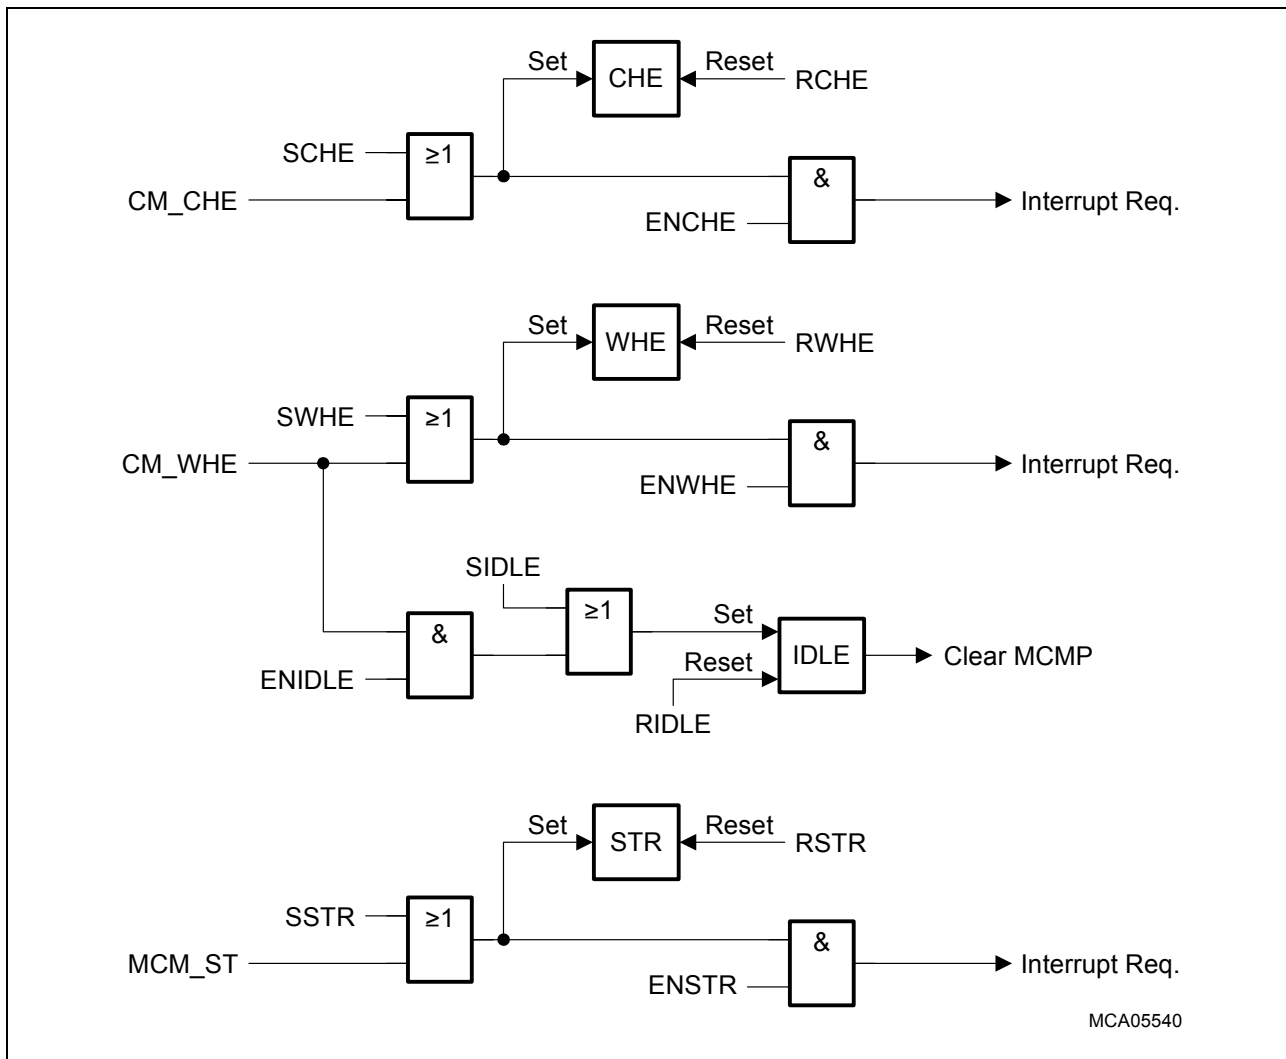 Set CHE Reset RCHE
SCHE ≥1
CM_CHE
&
ENCHE
Interrupt Req.
Set WHE Reset RWHE
SWHE ≥1
CM_WHE
&
ENWHE
Interrupt Req.
SIDLE
≥1
&
ENIDLE
Set
Reset
IDLE
Clear MCMP
RIDLE
Set STR Reset RSTR
SSTR ≥1
MCM_ST
&
ENSTR
Interrupt Req.
MCA05540